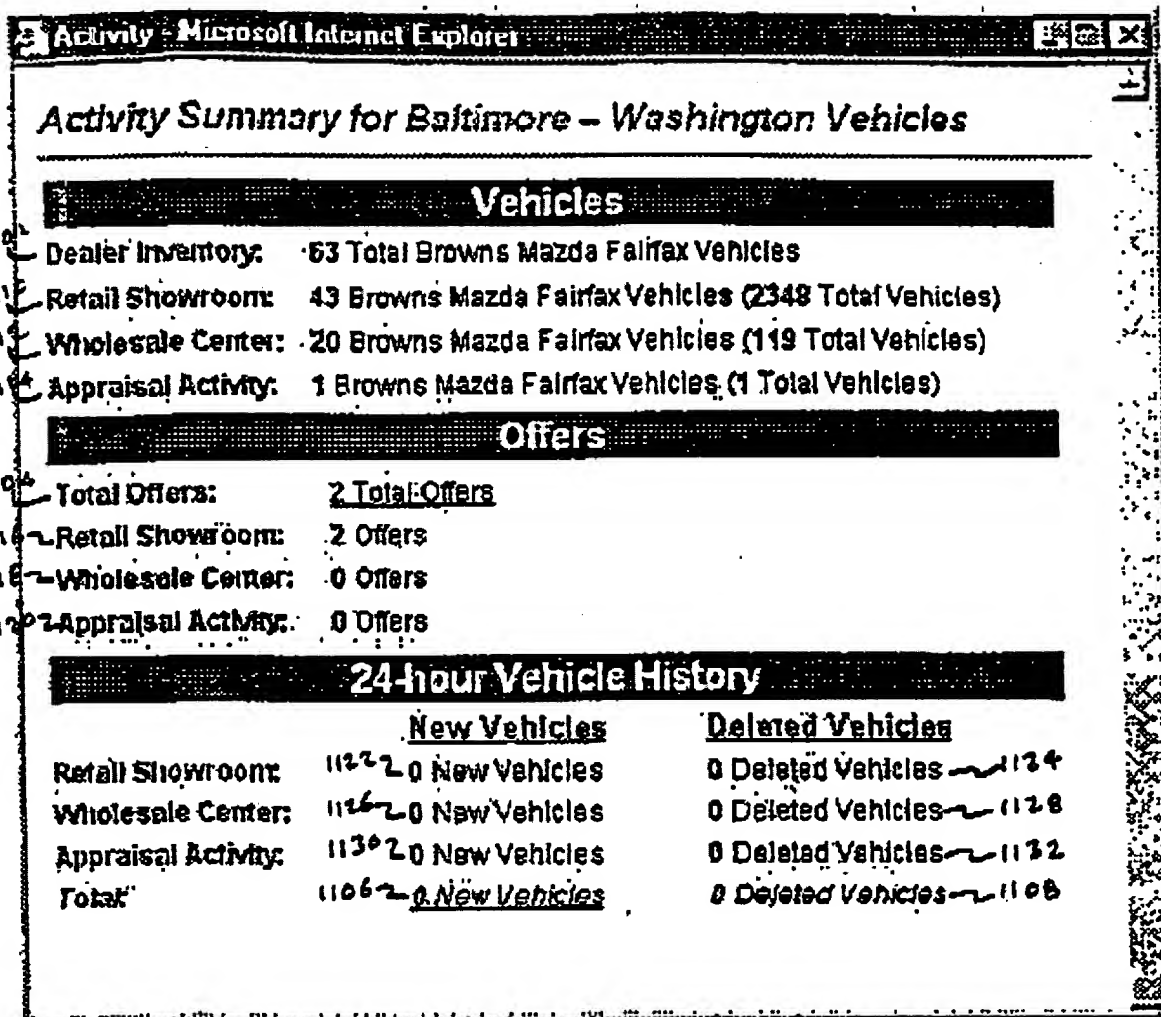 Activity - Microsoft Internet Explorer
Activity Summary for Baltimore – Washington Vehicles
Vehicles
Dealer Inventory: 63 Total Browns Mazda Fairfax Vehicles
Retail Showroom: 43 Browns Mazda Fairfax Vehicles (2348 Total Vehicles)
Wholesale Center: 20 Browns Mazda Fairfax Vehicles (119 Total Vehicles)
Appraisal Activity: 1 Browns Mazda Fairfax Vehicles (1 Total Vehicles)
Offers
Total Offers: 2 Total Offers
Retail Showroom: 2 Offers
Wholesale Center: 0 Offers
Appraisal Activity: 0 Offers
24-hour Vehicle History
New Vehicles Deleted Vehicles
Retail Showroom: 1122 0 New Vehicles 0 Deleted Vehicles 1124
Wholesale Center: 1126 0 New Vehicles 0 Deleted Vehicles 1128
Appraisal Activity: 1130 0 New Vehicles 0 Deleted Vehicles 1132
Total: 1106 0 New Vehicles 0 Deleted Vehicles 1108